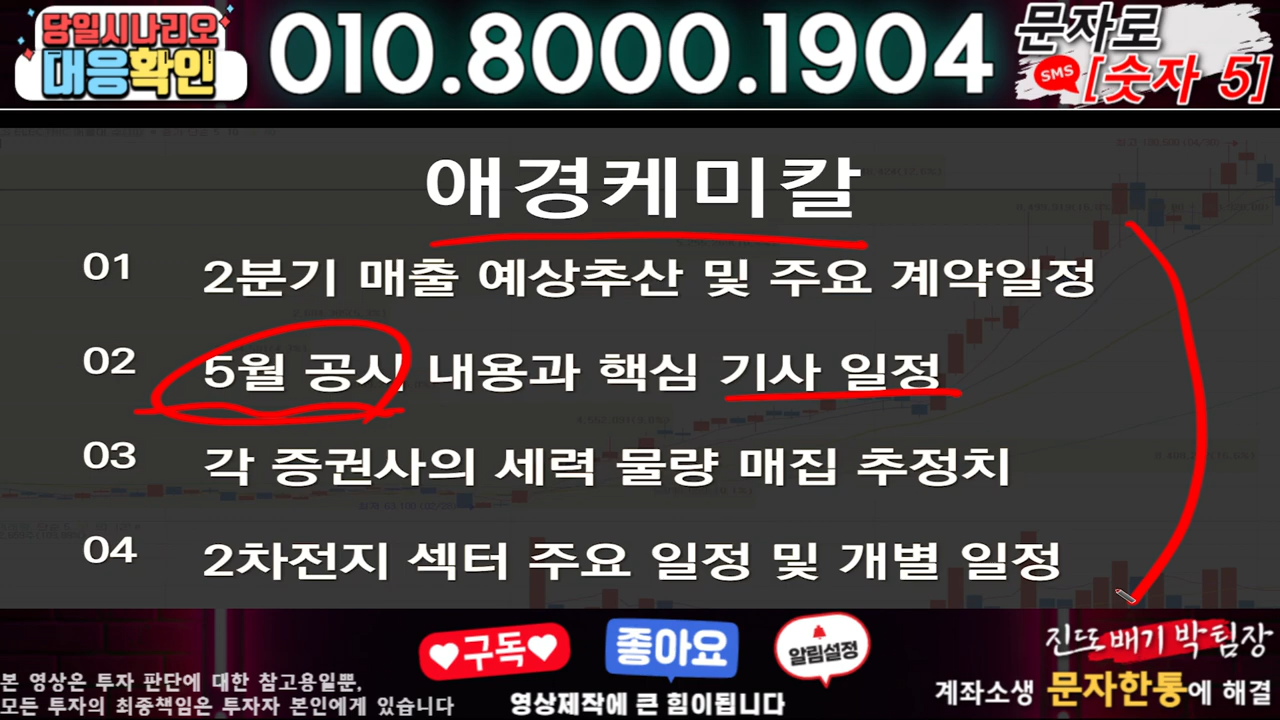 당일시나리오
대응확인
010.8000.1904
문자로
SMS
[숫자 5]
애경케미칼
01
2분기 매출 예상추산 및 주요 계약일정
02
5월 공시 내용과 핵심 기사 일정
03
각 증권사의 세력 물량 매집 추정치
04
2차전지 섹터 주요 일정 및 개별 일정
구독
좋아요
알림설정
영상제작에 큰 힘이됩니다
본 영상은 투자 판단에 대한 참고용일뿐,
모든 투자의 최종책임은 투자자 본인에게 있습니다
진또배기 박팀장
계좌소생 문자한통에 해결